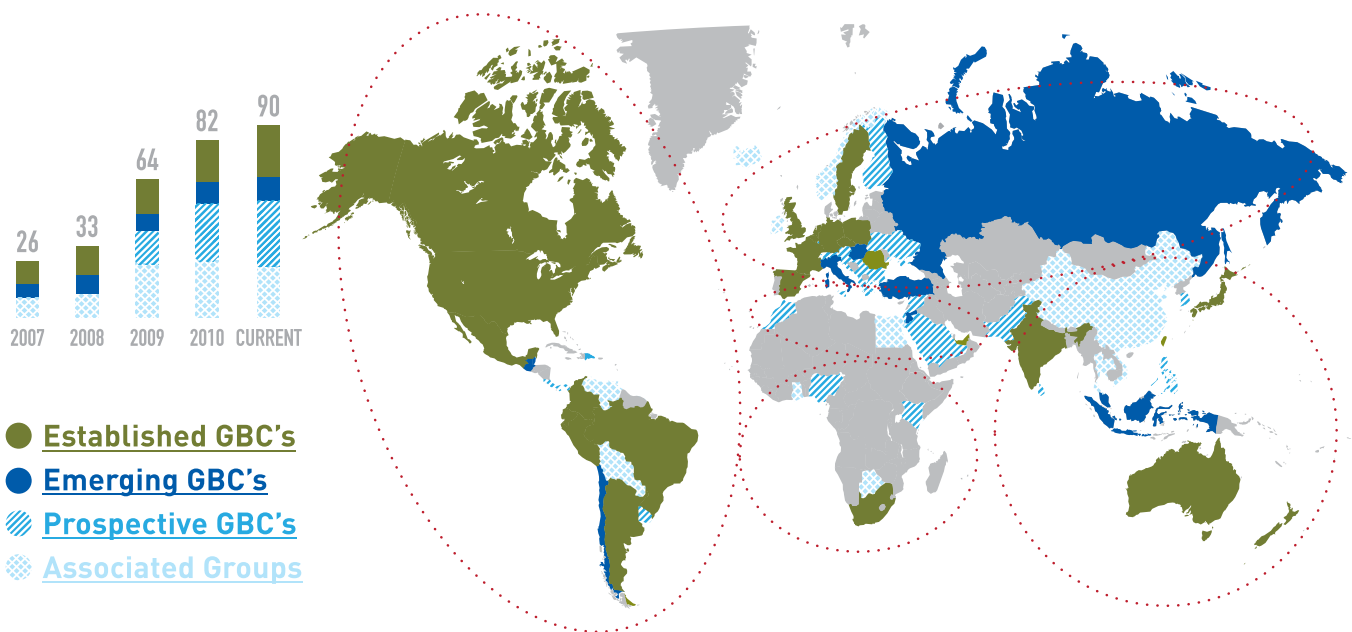 90
82
64
33
26
2007 2008 2009 2010 CURRENT
Established GBC's
Emerging GBC's
Prospective GBC's
Associated Groups